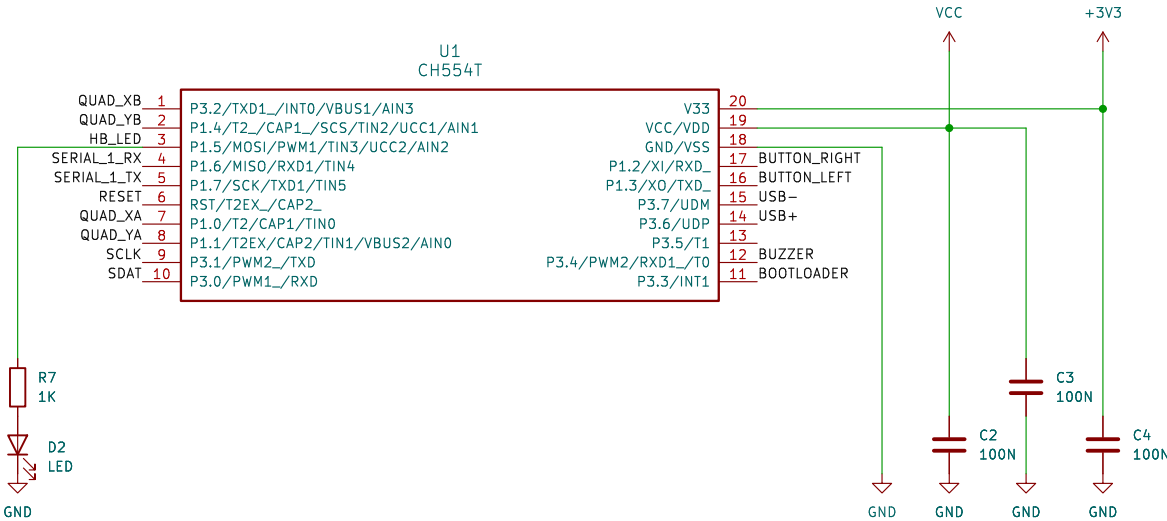 VCC
+3V3
U1
CH554T
QUAD_XB 1 P3.2/TXD1_/INT0/VBUS1/AIN3
QUAD_YB 2 P1.4/T2_/CAP1_/SCS/TIN2/UCC1/AIN1
HB_LED 3 P1.5/MOSI/PWM1/TIN3/UCC2/AIN2
SERIAL_1_RX 4 P1.6/MISO/RXD1/TIN4
SERIAL_1_TX 5 P1.7/SCK/TXD1/TIN5
RESET 6 RST/T2EX_/CAP2_
QUAD_XA 7 P1.0/T2/CAP1/TIN0
QUAD_YA 8 P1.1/T2EX/CAP2/TIN1/VBUS2/AIN0
SCLK 9 P3.1/PWM2_/TXD
SDAT 10 P3.0/PWM1_/RXD
V33 20
VCC/VDD 19
GND/VSS 18
P1.2/XI/RXD_ 17 BUTTON_RIGHT
P1.3/XO/TXD_ 16 BUTTON_LEFT
P3.7/UDM 15 USB-
P3.6/UDP 14 USB+
P3.5/T1 13
P3.4/PWM2/RXD1_/T0 12 BUZZER
P3.3/INT1 11 BOOTLOADER
R7
1K
D2
LED
GND
C3
100N
C2
100N
C4
100N
GND
GND
GND
GND